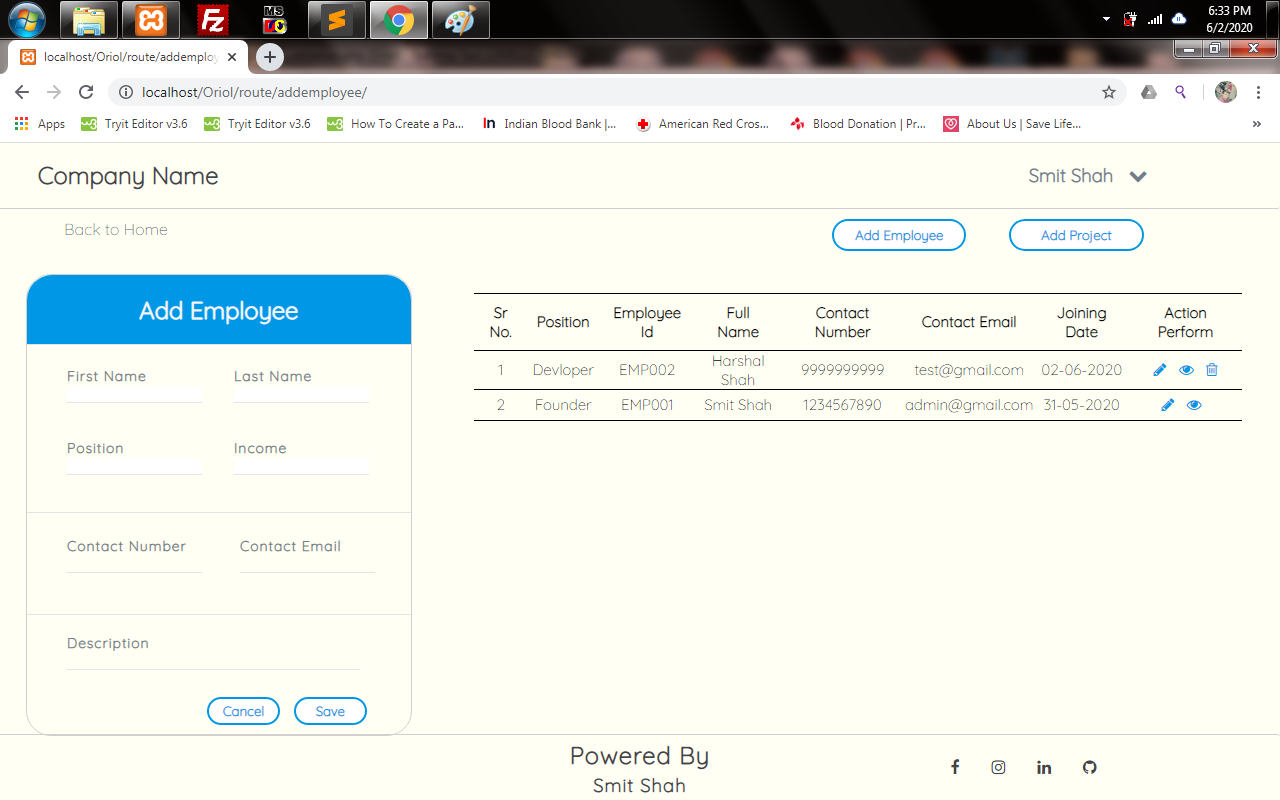 6:33 PM
6/2/2020
localhost/Oriol/route/addemplo
localhost/Oriol/route/addemployee/
Apps Tryit Editor v3.6 Tryit Editor v3.6 How To Create a Pa... Indian Blood Bank |... American Red Cros... Blood Donation | Pr... About Us | Save Life... »
Company Name Smit Shah
Back to Home Add Employee Add Project
Add Employee
First Name Last Name
Position Income
Contact Number Contact Email
Description
Cancel Save
Sr No. Position Employee Id Full Name Contact Number Contact Email Joining Date Action Perform
1 Devloper EMP002 Harshal Shah 9999999999 test@gmail.com 02-06-2020
2 Founder EMP001 Smit Shah 1234567890 admin@gmail.com 31-05-2020
Powered By
Smit Shah